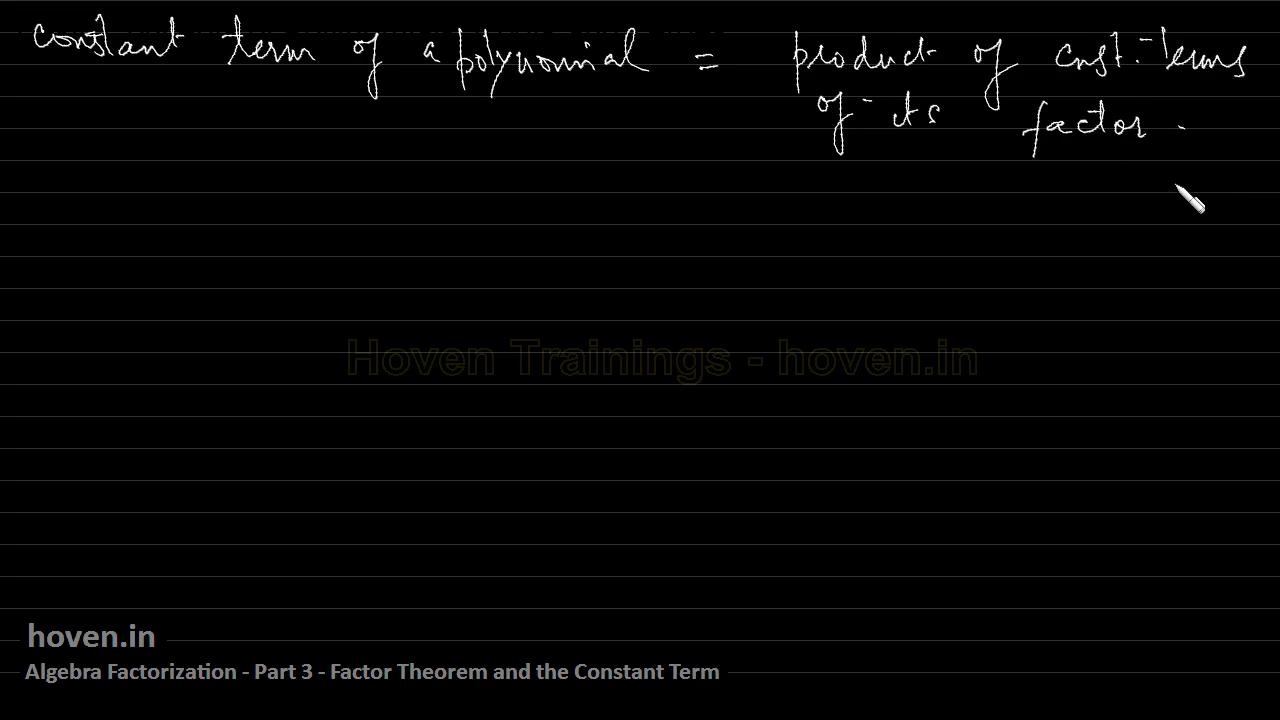 constant term of a polynomial = product of cnst. terms
of its factor.
Hoven Trainings - hoven.in
hoven.in
Algebra Factorization - Part 3 - Factor Theorem and the Constant Term